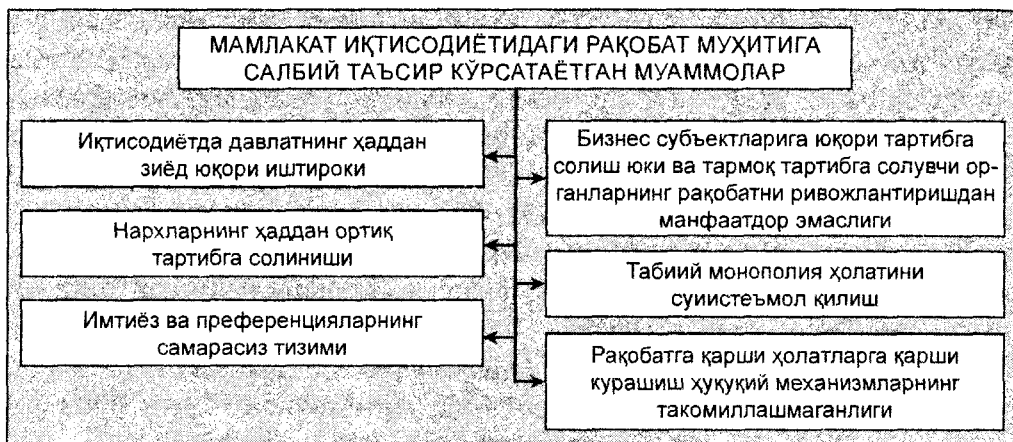 МАМЛАКАТ ИҚТИСОДИЁТИДАГИ РАҚОБАТ МУҲИТИГА
САЛБИЙ ТАЪСИР КЎРСАТАЁТГАН МУАММОЛАР
Иқтисодиётда давлатнинг ҳаддан
зиёд юқори иштироки
Нархларнинг ҳаддан ортиқ
тартибга солиниши
Имтиёз ва преференцияларнинг
самарасиз тизими
Бизнес субъектларига юқори тартибга
солиш юки ва тармоқ тартибга солувчи ор-
ганларнинг рақобатни ривожлантиришдан
манфаатдор эмаслиги
Табиий монополия ҳолатини
суиистеъмол қилиш
Рақобатга қарши ҳолатларга қарши
курашиш ҳуқуқий механизмларнинг
такомиллашмаганлиги